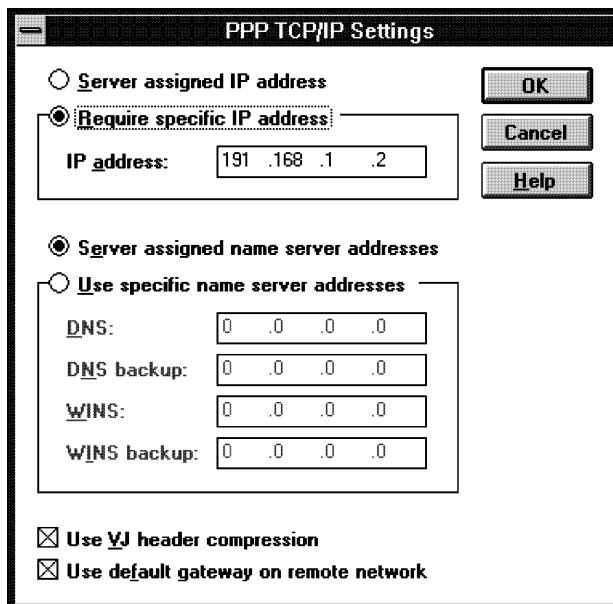 PPP TCP/IP Settings
Server assigned IP address
OK
Require specific IP address
Cancel
IP address: 191 .168 .1 .2
Help
Server assigned name server addresses
Use specific name server addresses
DNS: 0 .0 .0 .0
DNS backup: 0 .0 .0 .0
WINS: 0 .0 .0 .0
WINS backup: 0 .0 .0 .0
Use VJ header compression
Use default gateway on remote network